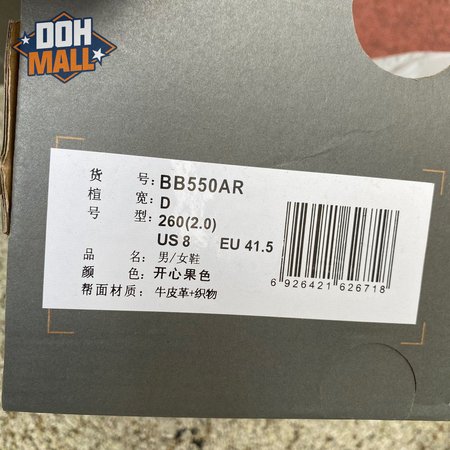 DOH
MALL
货 号: BB550AR
楦 宽: D
号 型: 260(2.0)
US 8 EU 41.5
品 名: 男/女鞋
颜 色: 开心果色
帮面材质: 牛皮革+织物
6 926421 626718